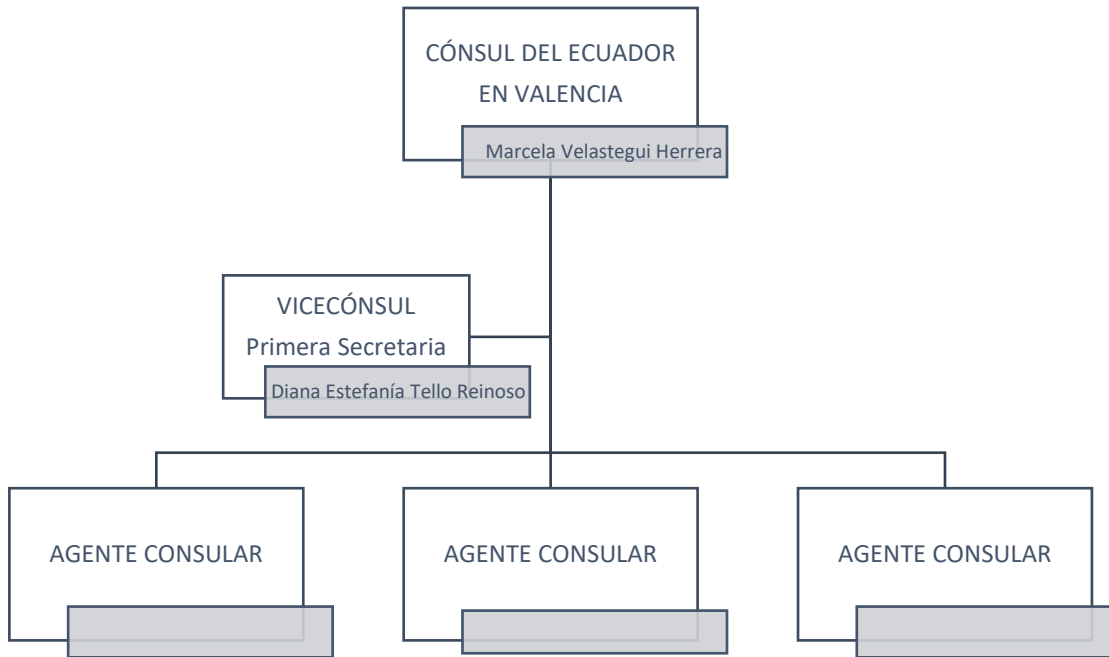 CÓNSUL DEL ECUADOR
EN VALENCIA
Marcela Velastegui Herrera
VICECÓNSUL
Primera Secretaria
Diana Estefanía Tello Reinoso
AGENTE CONSULAR
AGENTE CONSULAR
AGENTE CONSULAR